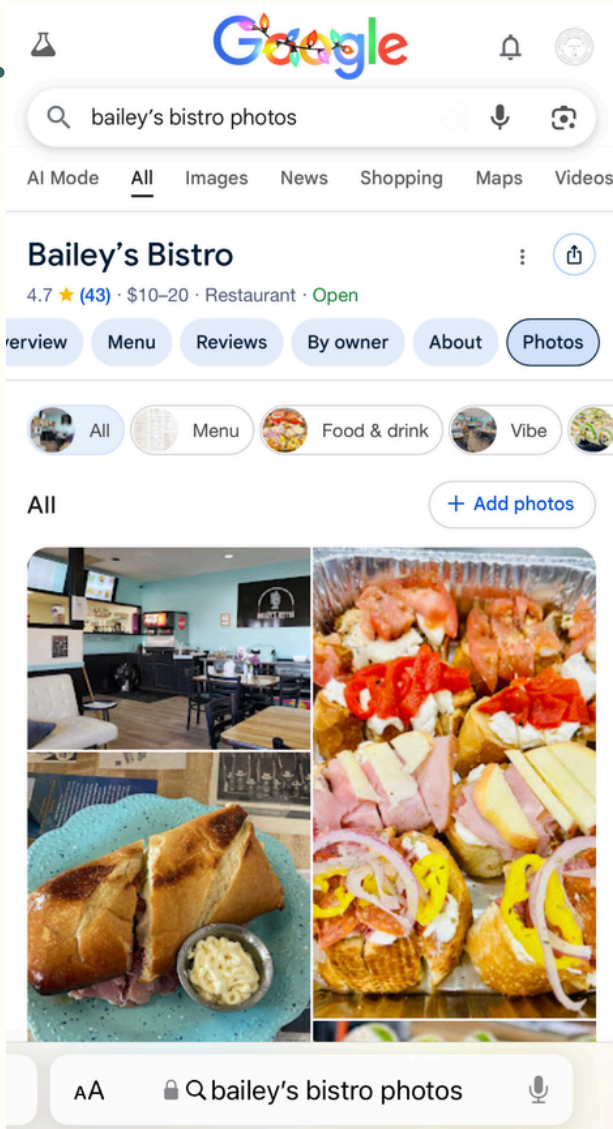 Google
bailey's bistro photos
AI Mode All Images News Shopping Maps Videos
Bailey's Bistro
4.7 ★ (43) · $10–20 · Restaurant · Open
verview Menu Reviews By owner About Photos
All Menu Food & drink Vibe
All
+ Add photos
AA bailey's bistro photos